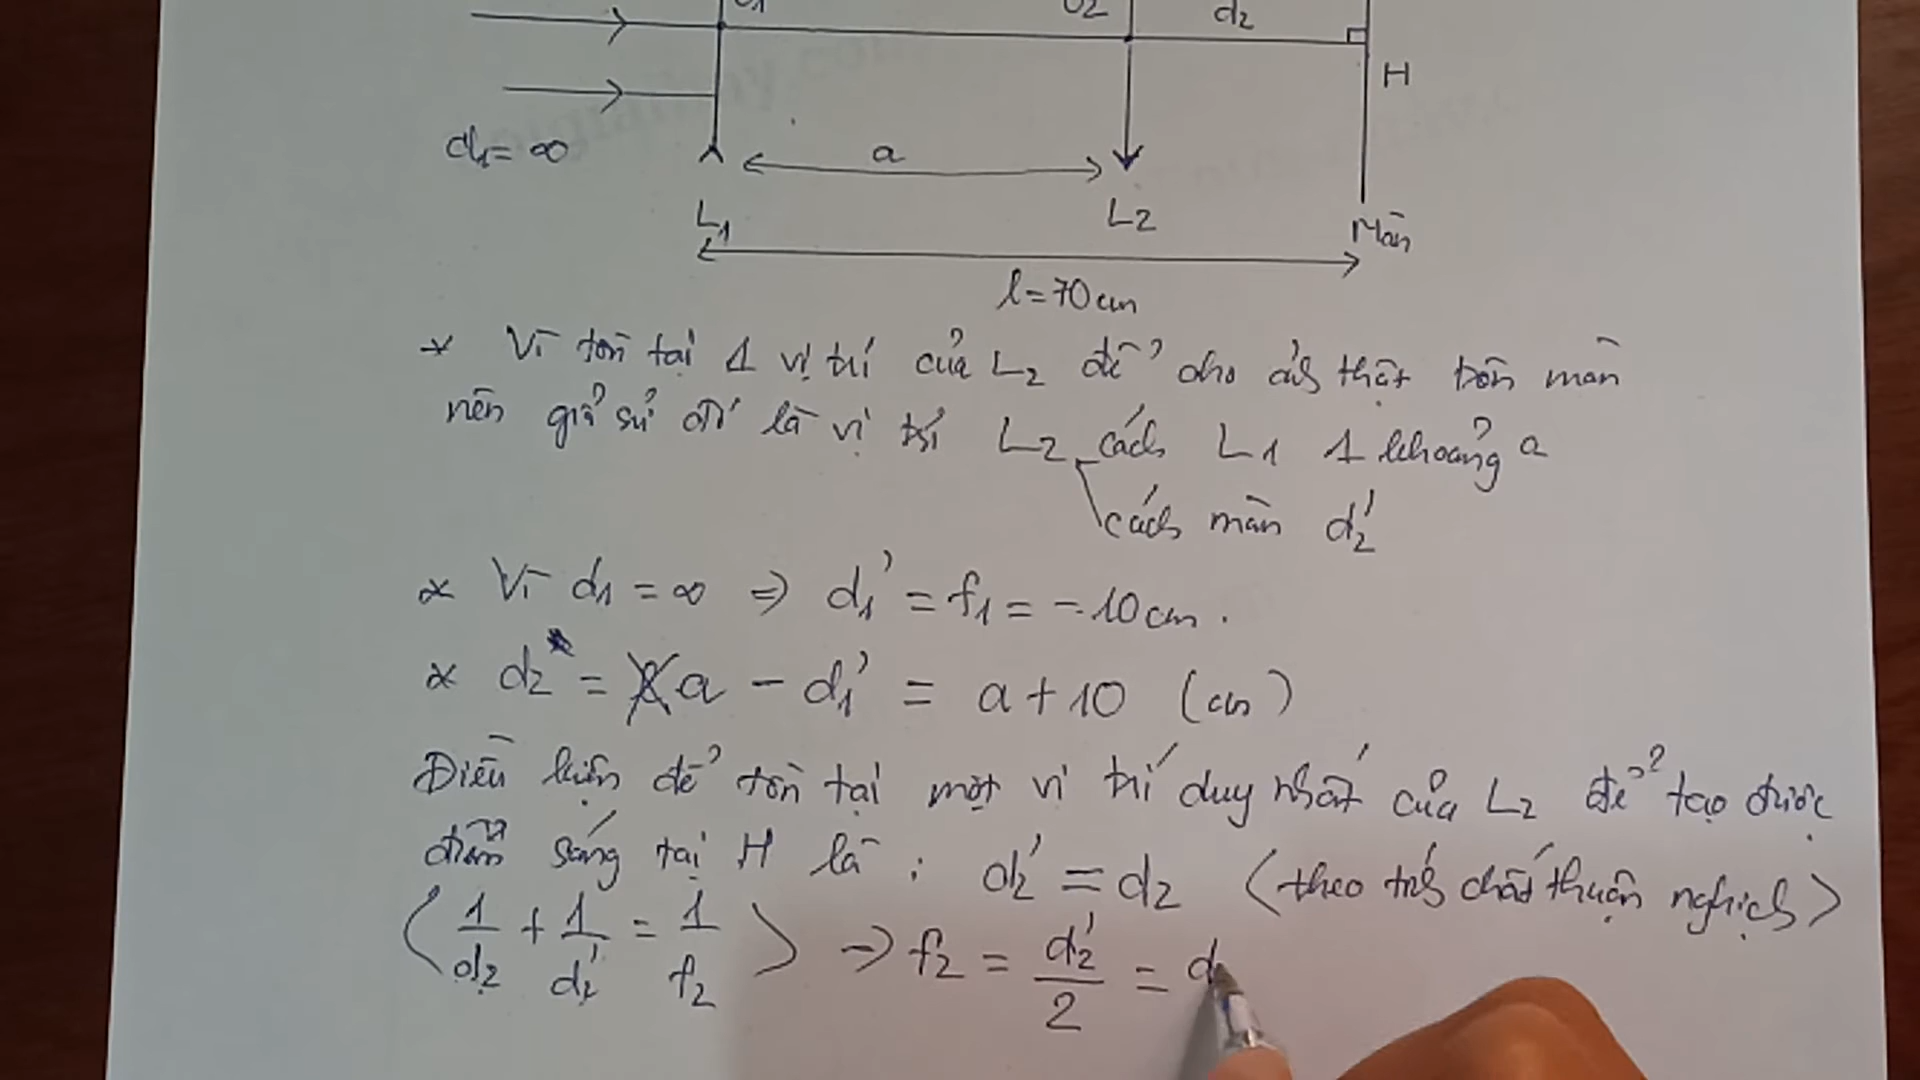 O1 O2 d2
H
d1 = ∞ a
L1 L2 Màn
l = 70cm
* Vì tồn tại 1 vị trí của L2 để cho ảnh thật trên màn
nên giả sử đó là vị trí L2 cách L1 1 khoảng a
cách màn d2'
* Vì d1 = ∞ => d1' = f1 = -10cm.
* d2 = a - d1' = a + 10 (cm)
Điều kiện để tồn tại một vị trí duy nhất của L2 để tạo được
điểm sáng tại H là : d2' = d2 (theo tính chất thuận nghịch)
(1/d2 + 1/d2' = 1/f2) → f2 = d2'/2 = d